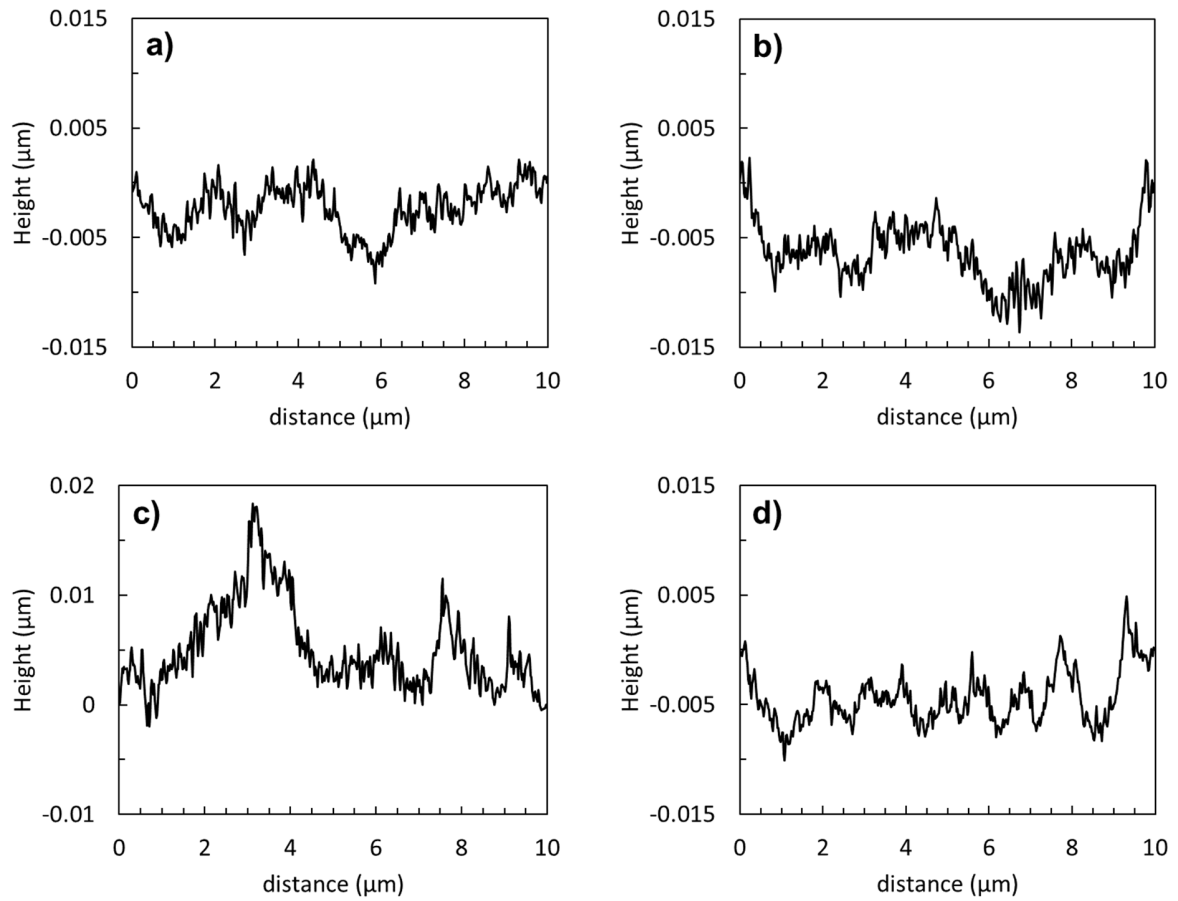 a)
0.015
0.005
-0.005
-0.015
Height (µm)
0 2 4 6 8 10
distance (µm)
b)
0.015
0.005
-0.005
-0.015
Height (µm)
0 2 4 6 8 10
distance (µm)
c)
0.02
0.01
0
-0.01
Height (µm)
0 2 4 6 8 10
distance (µm)
d)
0.015
0.005
-0.005
-0.015
Height (µm)
0 2 4 6 8 10
distance (µm)